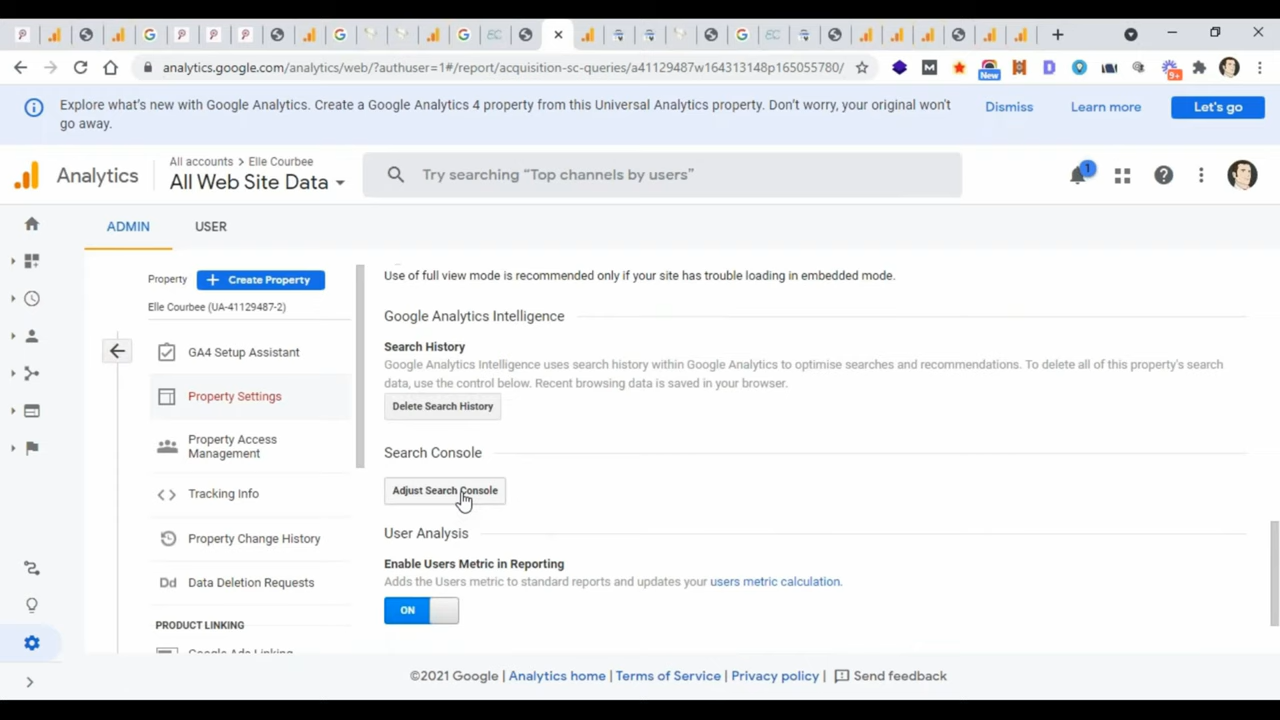 analytics.google.com/analytics/web/?authuser=1#/report/acquisition-sc-queries/a41129487w164313148p165055780/
New
9+
Explore what's new with Google Analytics. Create a Google Analytics 4 property from this Universal Analytics property. Don't worry, your original won't
go away.
Dismiss
Learn more
Let's go
Analytics
All accounts > Elle Courbee
All Web Site Data
Try searching “Top channels by users”
1
ADMIN
USER
Property
+ Create Property
Elle Courbee (UA-41129487-2)
GA4 Setup Assistant
Property Settings
Property Access
Management
Tracking Info
Property Change History
Dd Data Deletion Requests
PRODUCT LINKING
Google Ads Linking
Use of full view mode is recommended only if your site has trouble loading in embedded mode.
Google Analytics Intelligence
Search History
Google Analytics Intelligence uses search history within Google Analytics to optimise searches and recommendations. To delete all of this property's search
data, use the control below. Recent browsing data is saved in your browser.
Delete Search History
Search Console
Adjust Search Console
User Analysis
Enable Users Metric in Reporting
Adds the Users metric to standard reports and updates your users metric calculation.
ON
©2021 Google | Analytics home | Terms of Service | Privacy policy | Send feedback